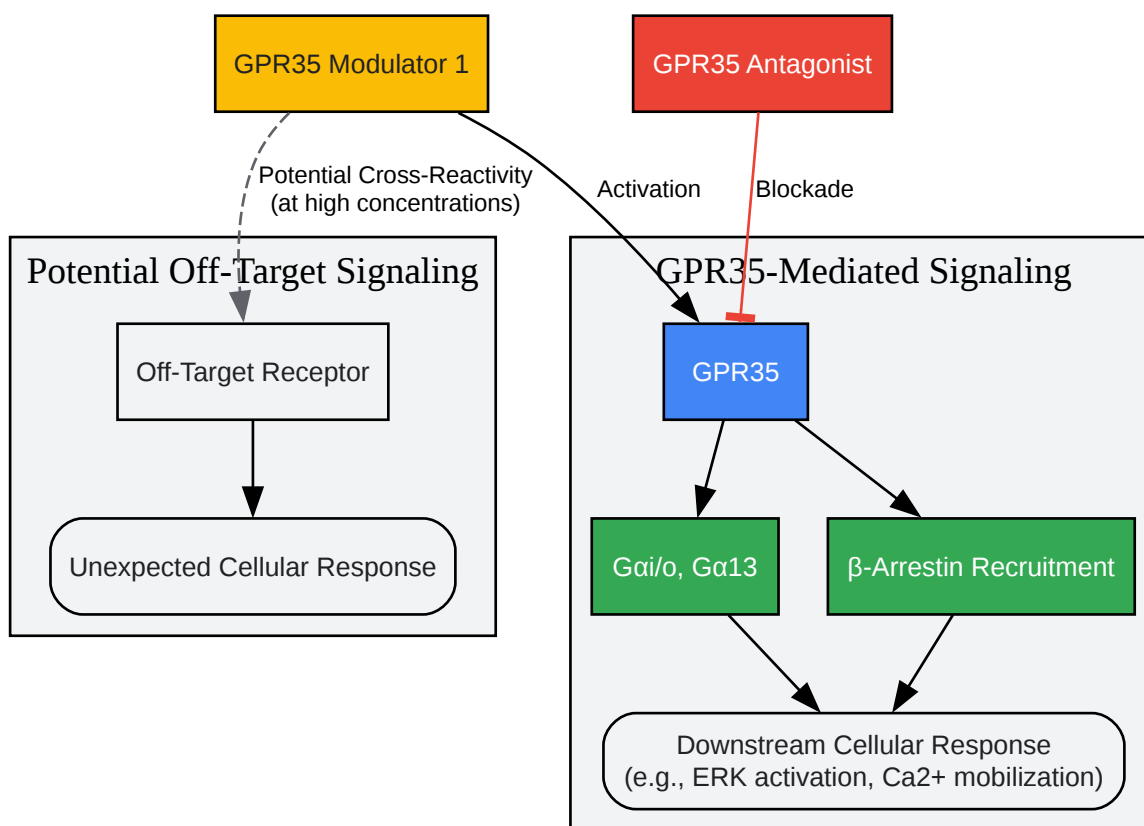 GPR35 Modulator 1
GPR35 Antagonist
Potential Cross-Reactivity
(at high concentrations)
Activation
Blockade
Potential Off-Target Signaling
GPR35-Mediated Signaling
Off-Target Receptor
GPR35
Unexpected Cellular Response
Gαi/o, Gα13
β-Arrestin Recruitment
Downstream Cellular Response
(e.g., ERK activation, Ca2+ mobilization)